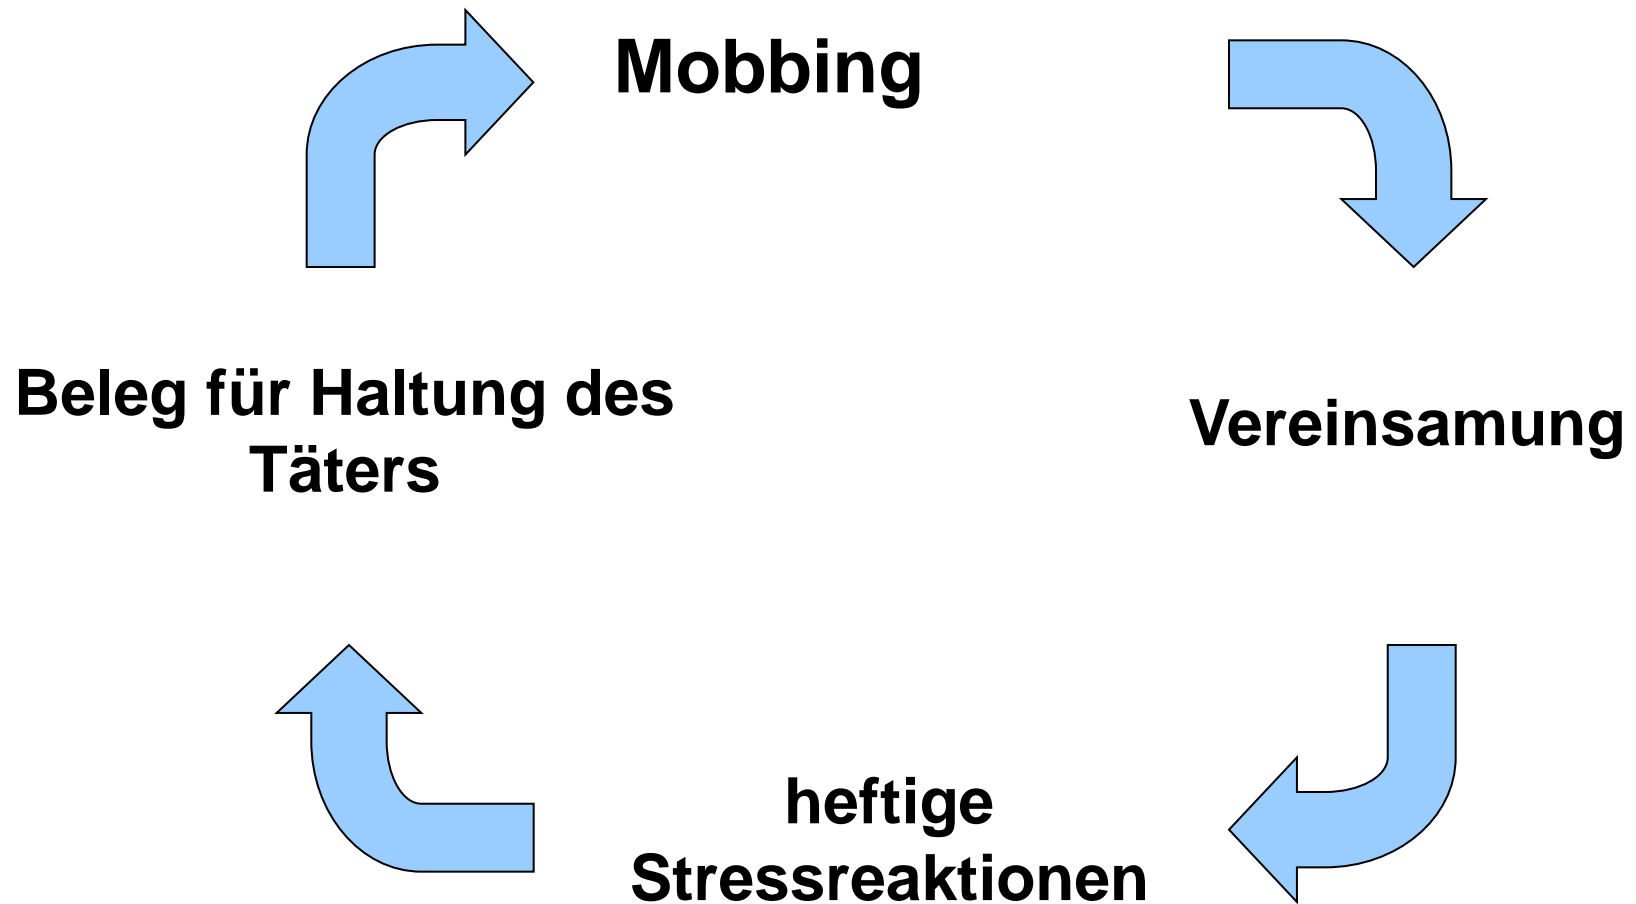 Mobbing
Beleg für Haltung des
Täters
Vereinsamung
heftige
Stressreaktionen